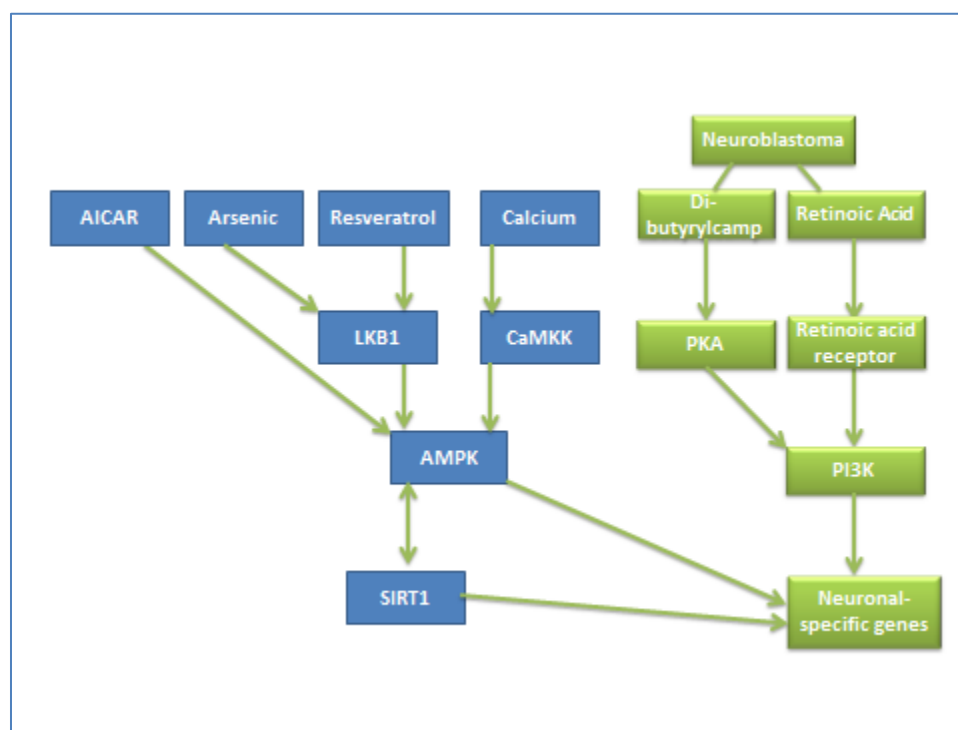 Neuroblastoma
AICAR
Arsenic
Resveratrol
Calcium
Di-
butyrylcamp
Retinoic Acid
LKB1
CaMKK
PKA
Retinoic acid
receptor
AMPK
PI3K
SIRT1
Neuronal-
specific genes